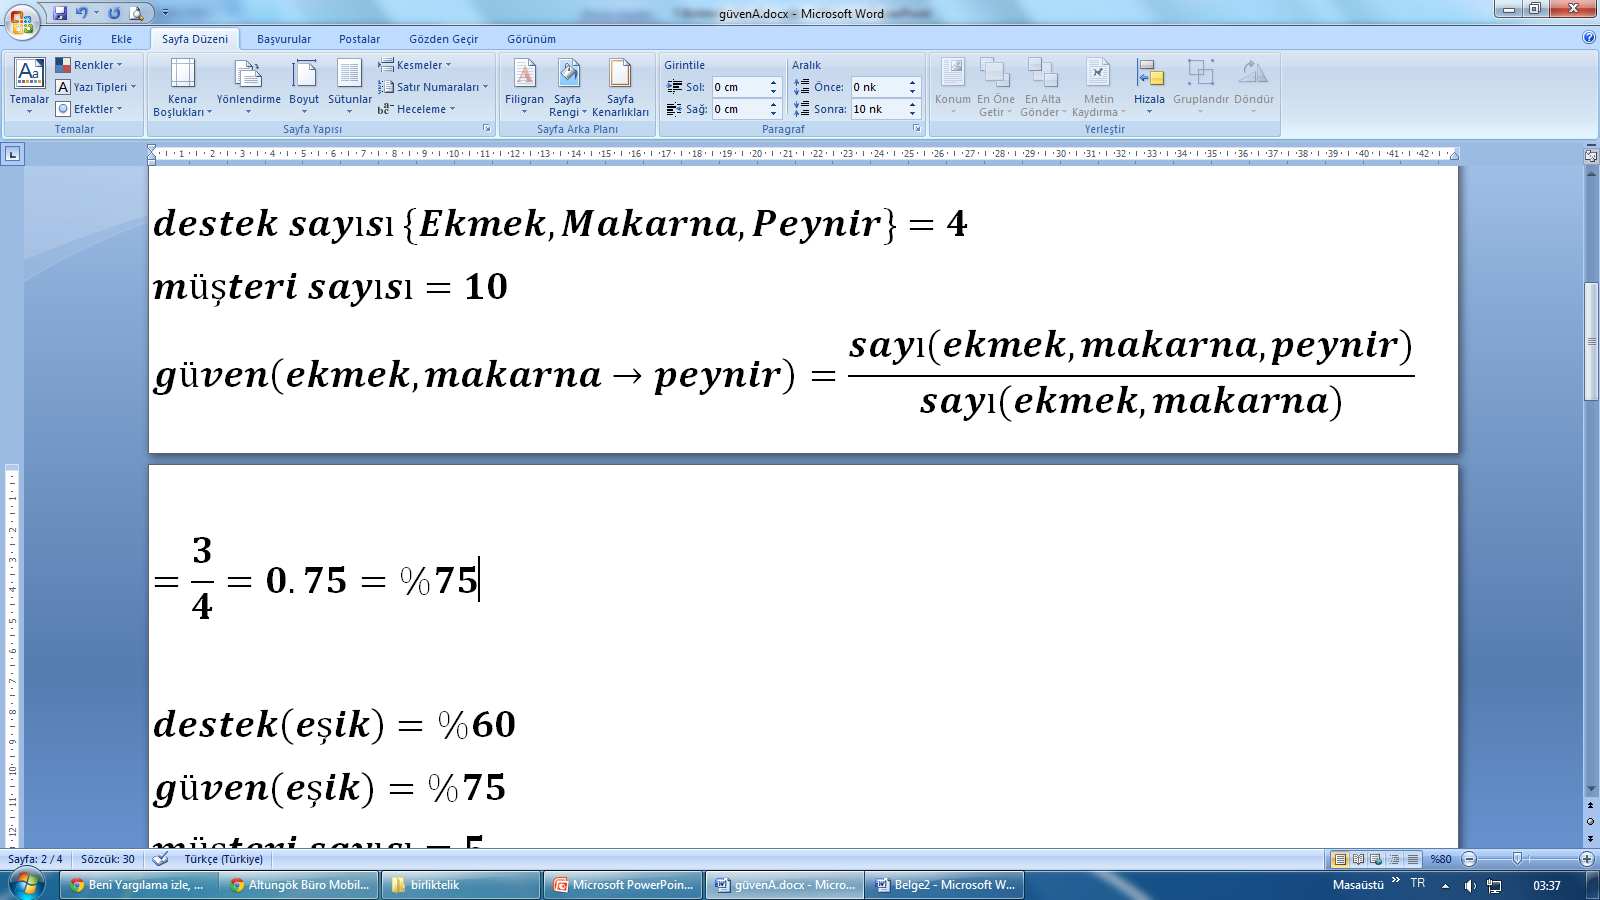 güvenA.docx - Microsoft Word
Giriş Ekle Sayfa Düzeni Başvurular Postalar Gözden Geçir Görünüm
Temalar
Renkler
Yazı Tipleri
Efektler
Temalar
Kenar Boşlukları
Yönlendirme
Boyut
Sütunlar
Kesmeler
Satır Numaraları
Heceleme
Sayfa Yapısı
Filigran
Sayfa Rengi
Sayfa Kenarlıkları
Sayfa Arka Planı
Girintile
Sol: 0 cm
Sağ: 0 cm
Aralık
Önce: 0 nk
Sonra: 10 nk
Paragraf
Konum
En Öne Getir
En Alta Gönder
Metin Kaydırma
Hizala
Gruplandır
Döndür
Yerleştir
destek sayısı {Ekmek, Makarna, Peynir} = 4
müşteri sayısı = 10
güven(ekmek, makarna → peynir) = sayı(ekmek, makarna, peynir) / sayı(ekmek, makarna)
= 3/4 = 0.75 = %75
destek(eşik) = %60
güven(eşik) = %75
müşteri sayısı = 5
Sayfa: 2 / 4 Sözcük: 30 Türkçe (Türkiye) %80
Beni Yargılama izle, ... Altungök Büro Mobil... birliktelik Microsoft PowerPoin... güvenA.docx - Micro... Belge2 - Microsoft W... Masaüstü » TR 03:37